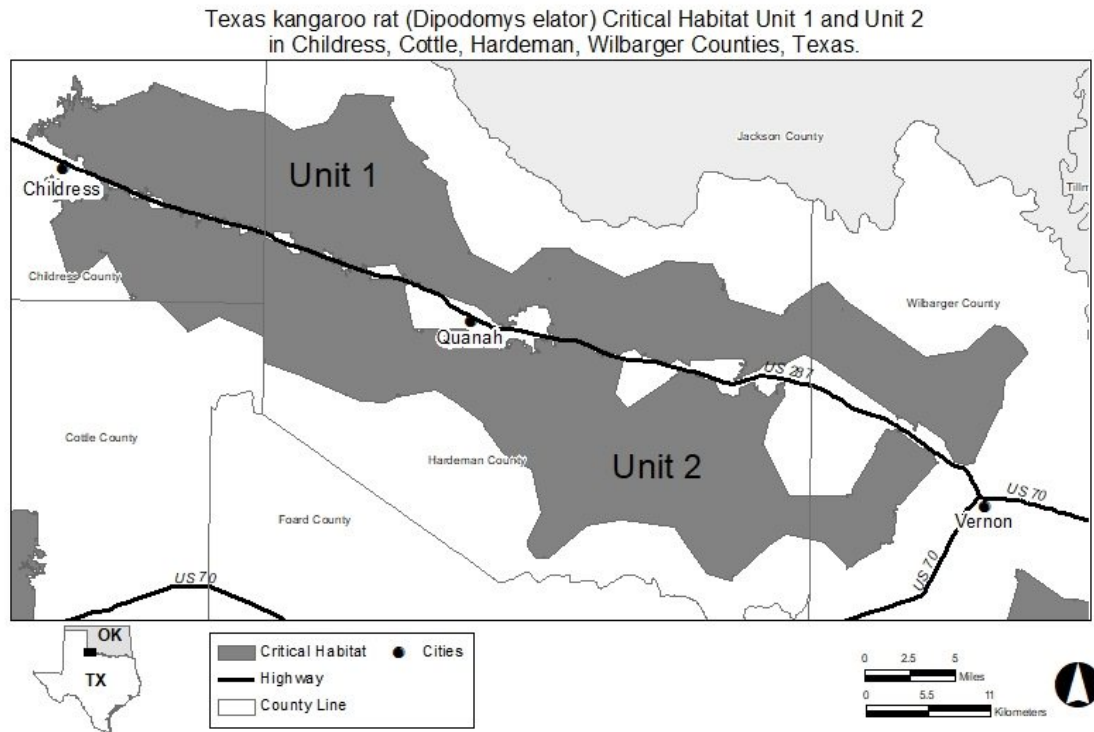 Texas kangaroo rat (Dipodomys elator) Critical Habitat Unit 1 and Unit 2
in Childress, Cottle, Hardeman, Wilbarger Counties, Texas.
Jackson County
Unit 1
Childress
Tillm
Childress County
Wilbarger County
Quanah
US 287
Cottle County
Hardeman County
Unit 2
US 70
Foard County
Vernon
US 70
US 70
OK
TX
Critical Habitat
Cities
Highway
County Line
0 2.5 5
Miles
0 5.5 11
Kilometers